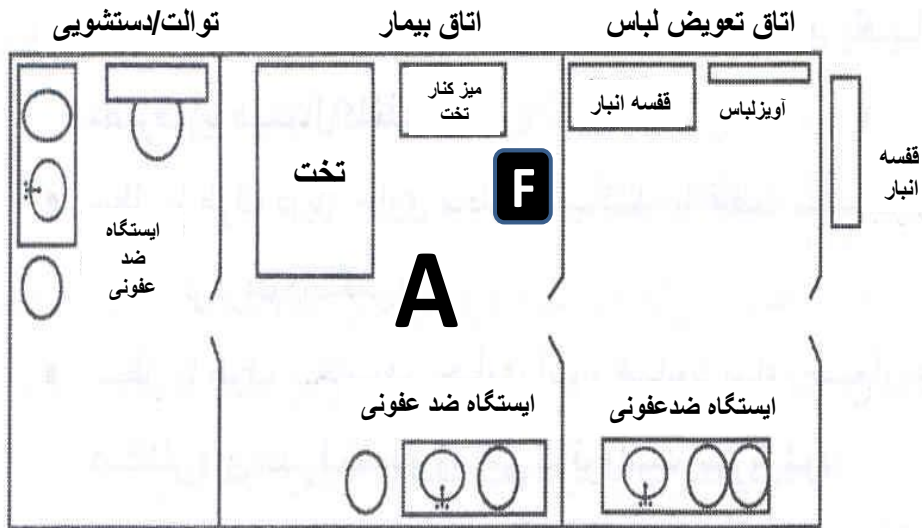 اتاق تعویض لباس
اتاق بیمار
توالت/دستشویی
قفسه
انبار
آویزلباس
قفسه انبار
میز کنار
تخت
تخت
F
ایستگاه
ضد
عفونی
A
ایستگاه ضدعفونی
ایستگاه ضد عفونی